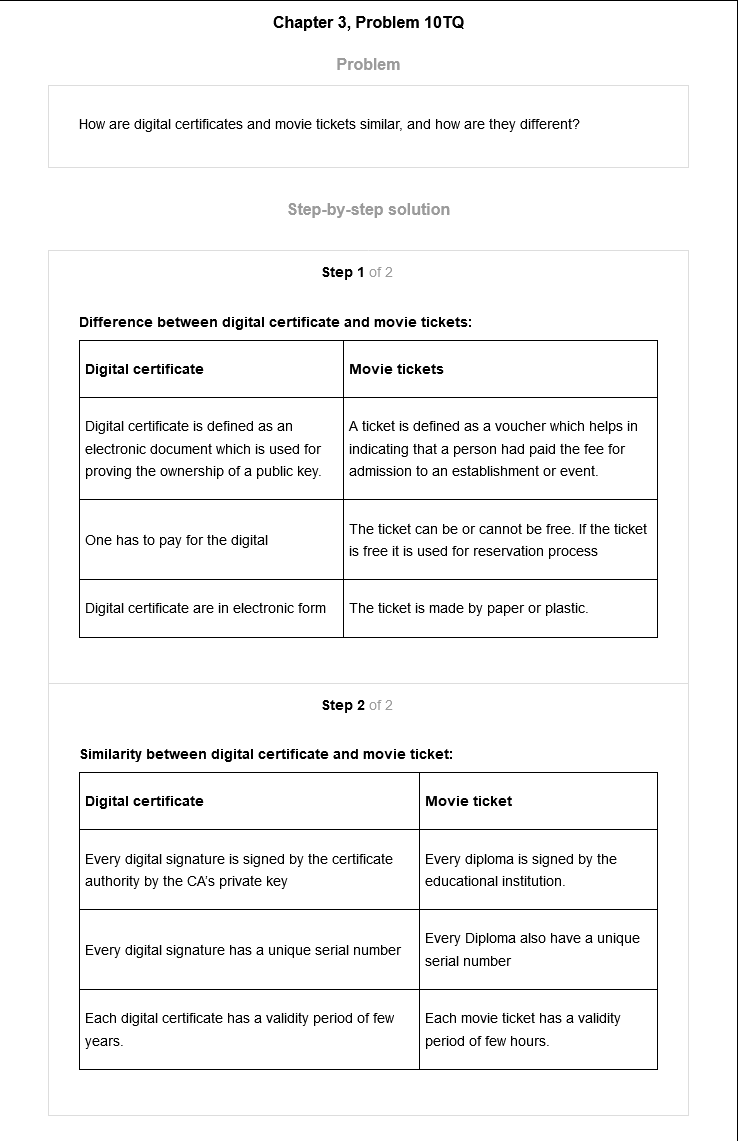 Chapter 3, Problem 10TQ
Problem
How are digital certificates and movie tickets similar, and how are they different?
Step-by-step solution
Step 1 of 2
Difference between digital certificate and movie tickets:
Digital certificate
Movie tickets
Digital certificate is defined as an
electronic document which is used for
proving the ownership of a public key.
A ticket is defined as a voucher which helps in
indicating that a person had paid the fee for
admission to an establishment or event.
One has to pay for the digital
The ticket can be or cannot be free. If the ticket
is free it is used for reservation process
Digital certificate are in electronic form
The ticket is made by paper or plastic.
Step 2 of 2
Similarity between digital certificate and movie ticket:
Digital certificate
Movie ticket
Every digital signature is signed by the certificate
authority by the CA's private key
Every diploma is signed by the
educational institution.
Every digital signature has a unique serial number
Every Diploma also have a unique
serial number
Each digital certificate has a validity period of few
years.
Each movie ticket has a validity
period of few hours.